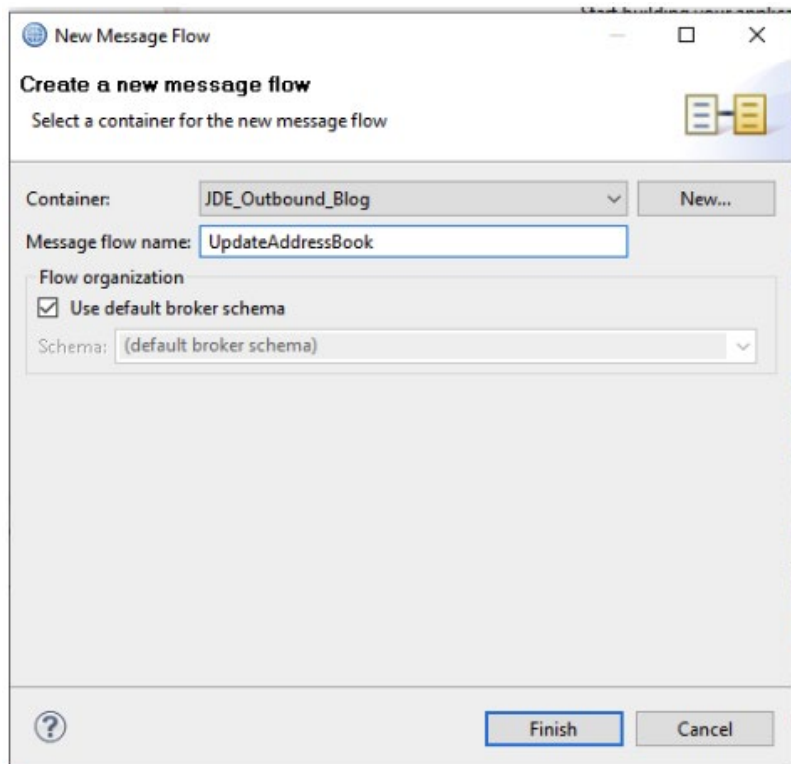 New Message Flow
Create a new message flow
Select a container for the new message flow
Container: JDE_Outbound_Blog New...
Message flow name: UpdateAddressBook
Flow organization
Use default broker schema
Schema: (default broker schema)
? Finish Cancel